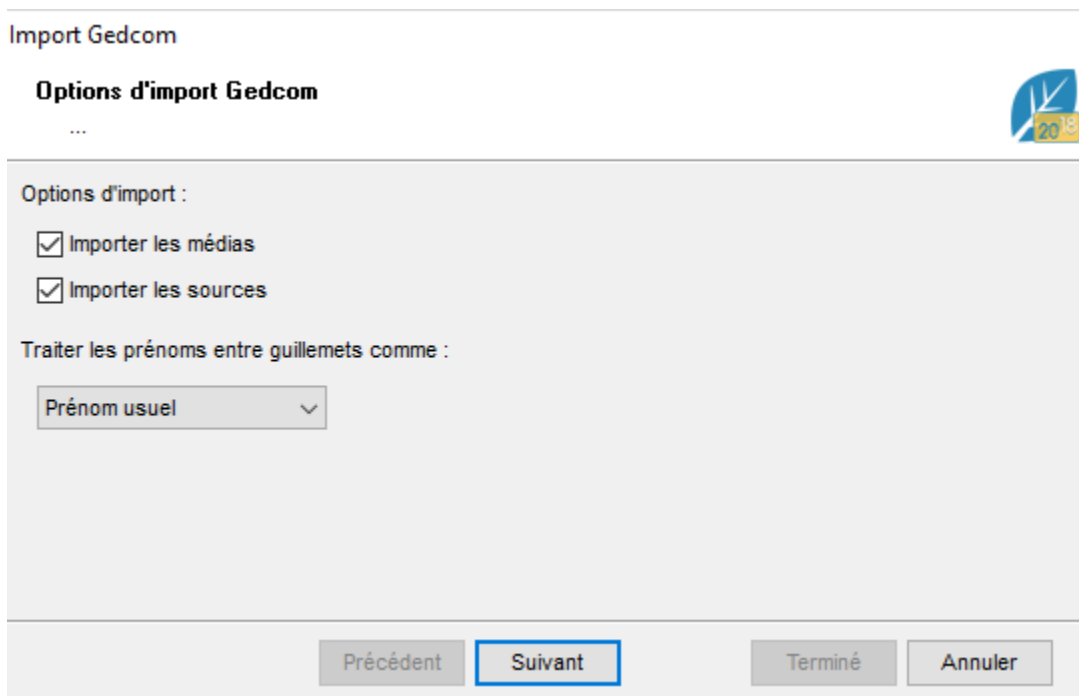 Import Gedcom
Options d'import Gedcom
...
2018
Options d'import :
Importer les médias
Importer les sources
Traiter les prénoms entre guillemets comme :
Prénom usuel
Précédent Suivant Terminé Annuler